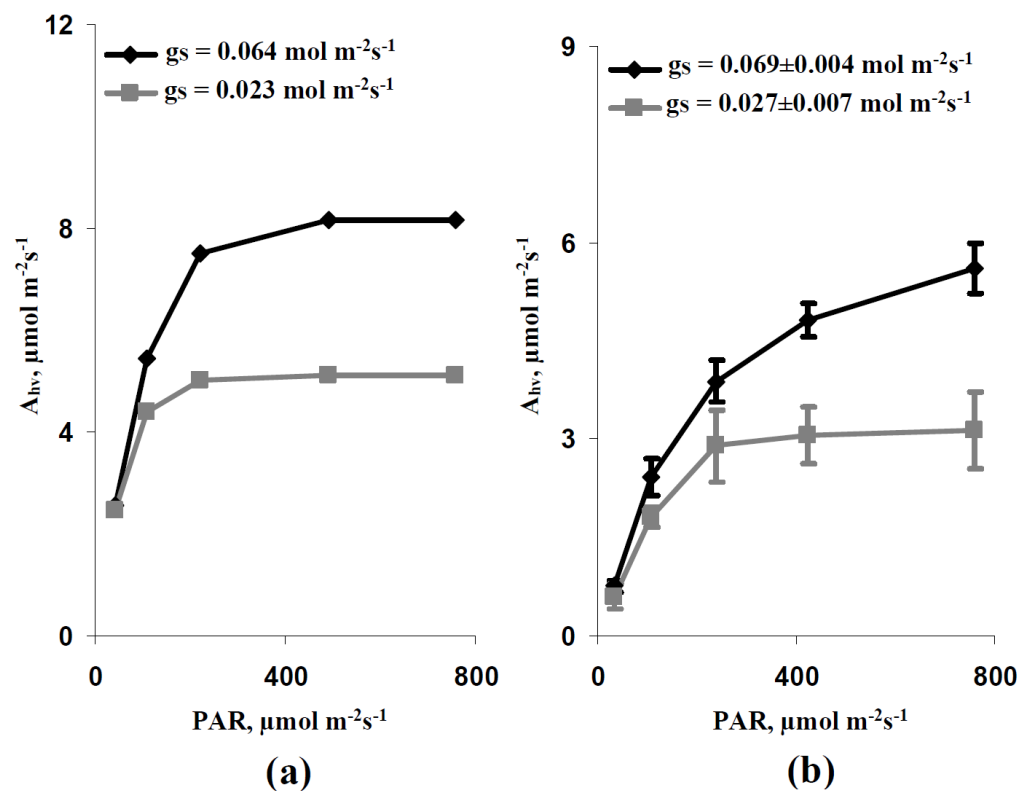 12
gs = 0.064 mol m⁻²s⁻¹
gs = 0.023 mol m⁻²s⁻¹
8
4
0
A_hv, µmol m⁻²s⁻¹
0 400 800
PAR, µmol m⁻²s⁻¹
(a)
9
gs = 0.069±0.004 mol m⁻²s⁻¹
gs = 0.027±0.007 mol m⁻²s⁻¹
6
3
0
A_hv, µmol m⁻²s⁻¹
0 400 800
PAR, µmol m⁻²s⁻¹
(b)